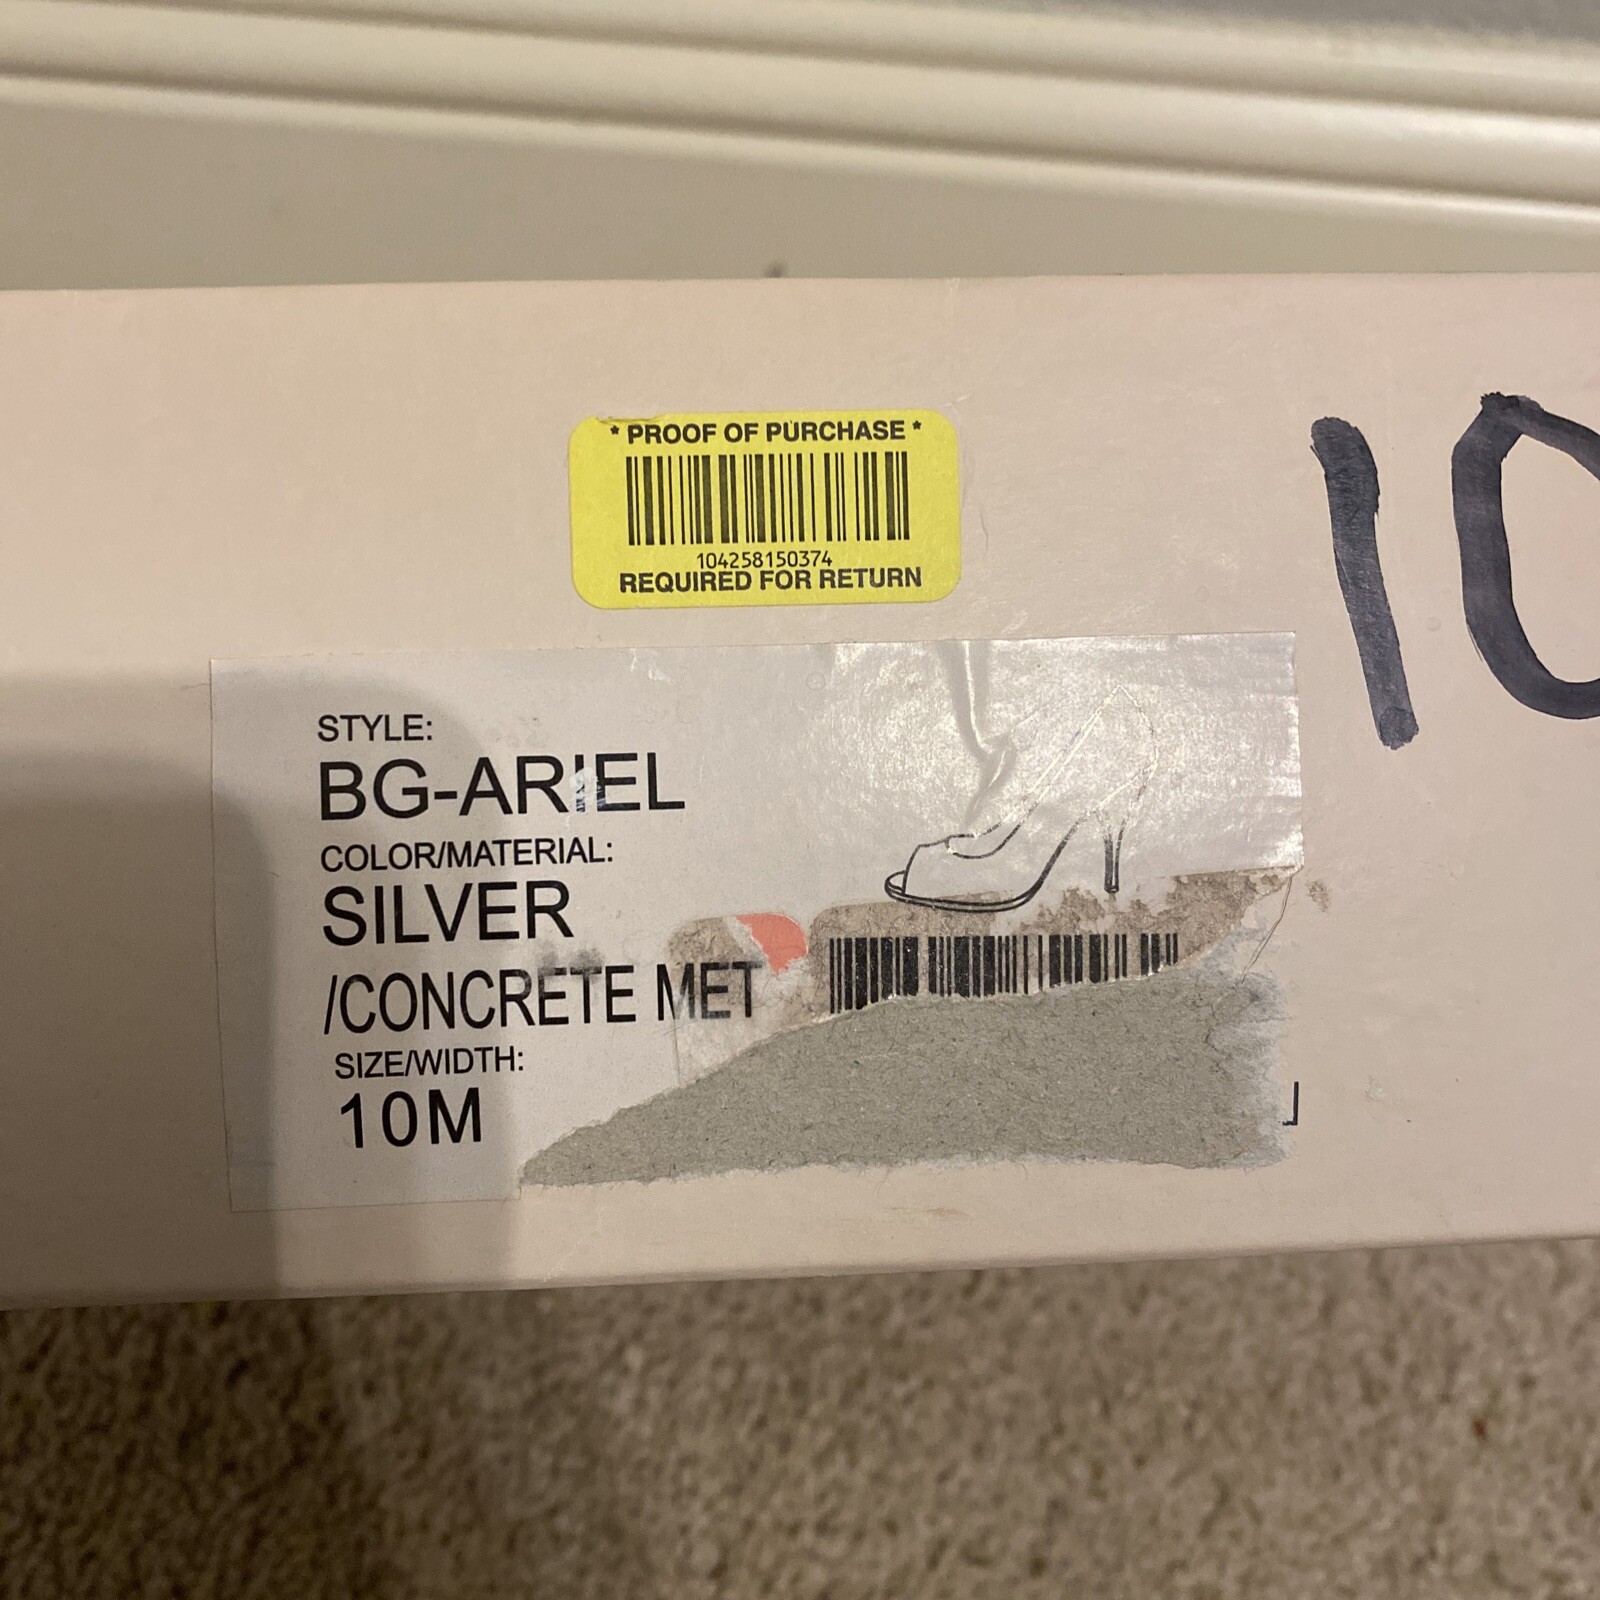 * PROOF OF PURCHASE *
104258150374
REQUIRED FOR RETURN
10
STYLE:
BG-ARIEL
COLOR/MATERIAL:
SILVER
/CONCRETE MET
SIZE/WIDTH:
10M